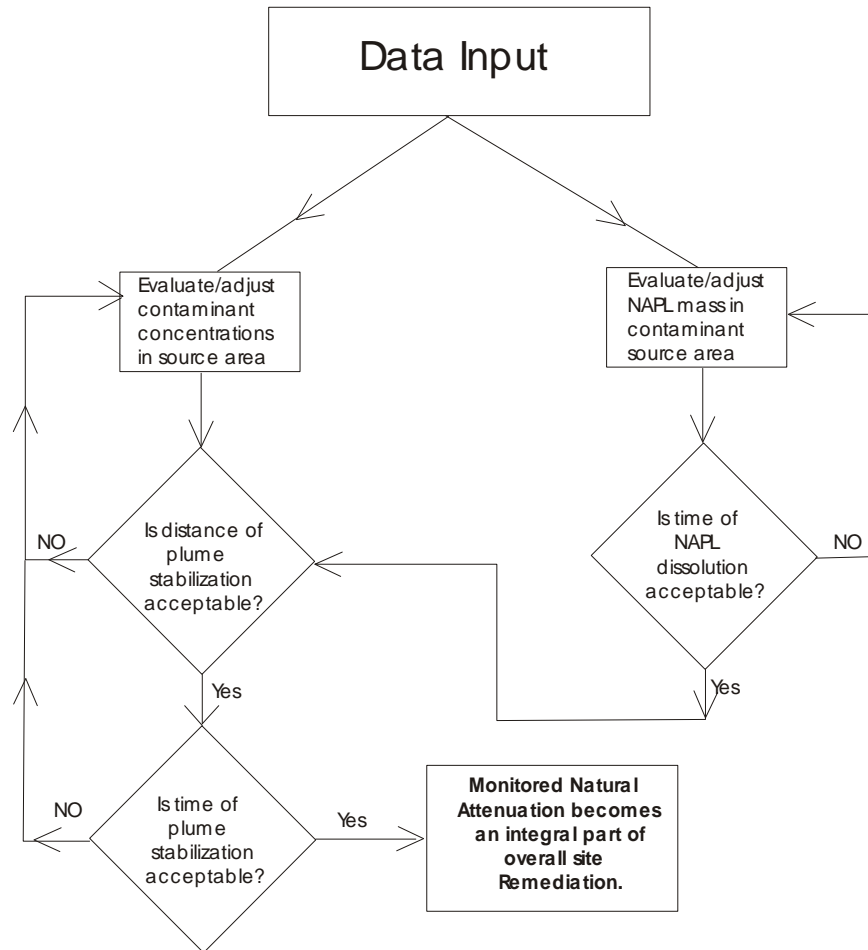 Data Input
Evaluate/adjust
contaminant
concentrations
in source area
Evaluate/adjust
NAPL mass in
contaminant
source area
Is distance of
plume
stabilization
acceptable?
NO
Yes
Is time of
NAPL
dissolution
acceptable?
NO
Yes
Is time of
plume
stabilization
acceptable?
NO
Yes
Monitored Natural
Attenuation becomes
an integral part of
overall site
Remediation.